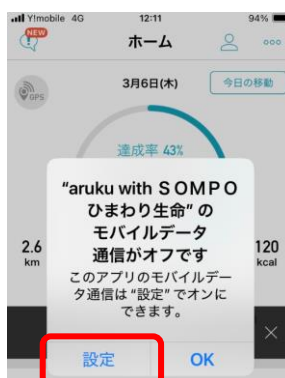 Y!mobile 4G 12:11 94%
NEW
ホーム
GPS
3月6日(木)
今日の移動
達成率 43%
2.6
km
120
kcal
“aruku with SOMPO
ひまわり生命” の
モバイルデータ
通信がオフです
このアプリのモバイルデー
タ通信は “設定” でオンに
できます。
設定 OK